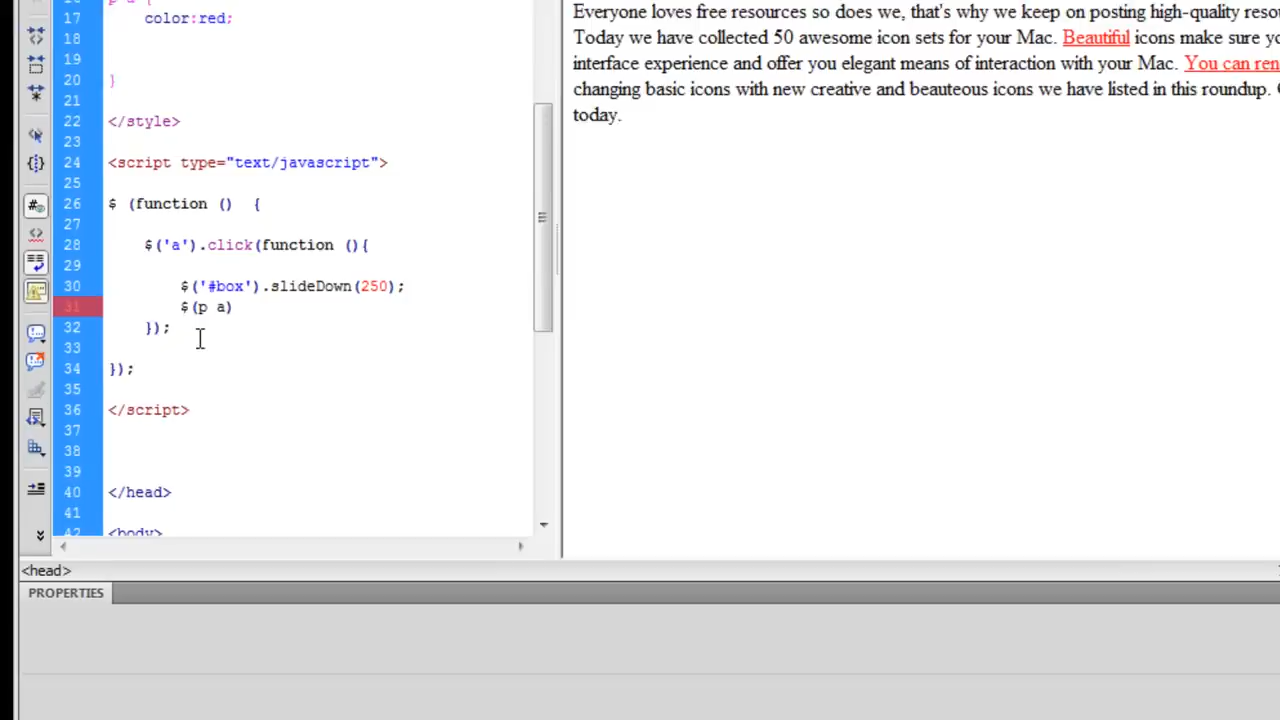 16 p a {
17 color:red;
18
19
20 }
21
22 </style>
23
24 <script type="text/javascript">
25
26 $ (function ()  {
27
28 $('a').click(function (){
29
30 $('#box').slideDown(250);
31 $(p a)
32 });
33
34 });
35
36 </script>
37
38
39
40 </head>
41
42 <body>
Everyone loves free resources so does we, that's why we keep on posting high-quality
Today we have collected 50 awesome icon sets for your Mac. Beautiful icons make sure
interface experience and offer you elegant means of interaction with your Mac. You can
changing basic icons with new creative and beauteous icons we have listed in this roundup.
today.
<head>
PROPERTIES